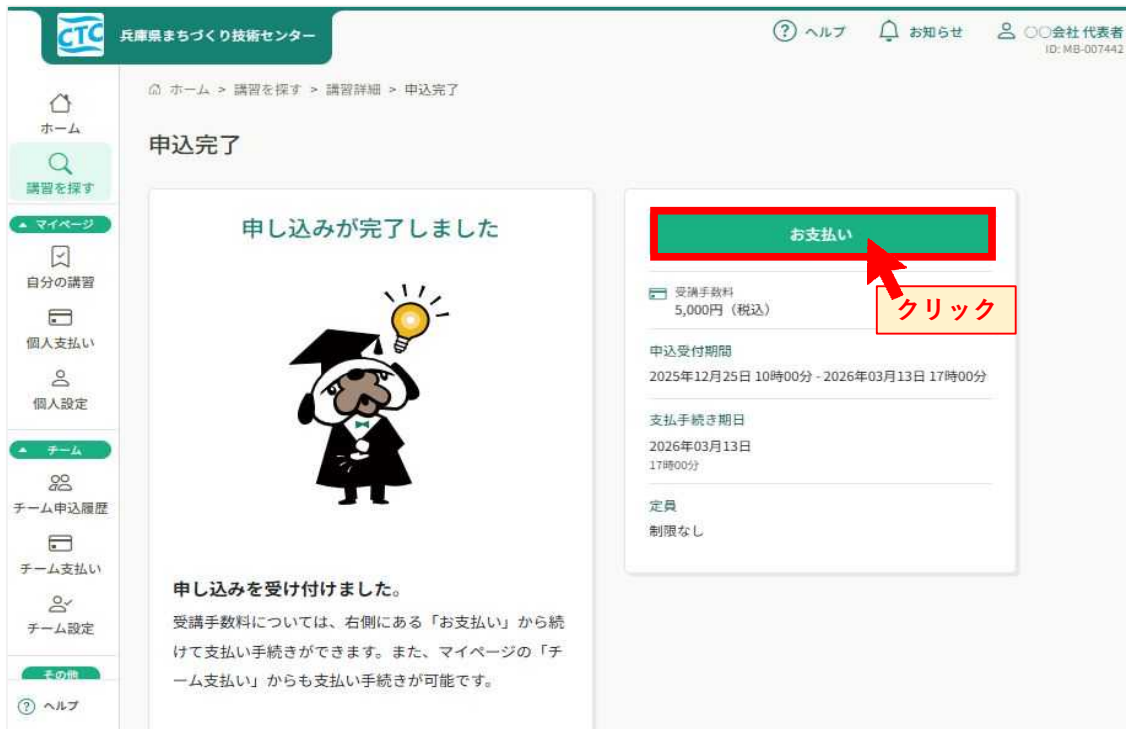 CTC 兵庫県まちづくり技術センター
ヘルプ
お知らせ
〇〇会社 代表者
ID: MB-007442
ホーム > 講習を探す > 講習詳細 > 申込完了
ホーム
講習を探す
マイページ
自分の講習
個人支払い
個人設定
チーム
チーム申込履歴
チーム支払い
チーム設定
その他
ヘルプ
申込完了
申し込みが完了しました
申し込みを受け付けました。
受講手数料については、右側にある「お支払い」から続
けて支払い手続きができます。また、マイページの「チ
ーム支払い」からも支払い手続きが可能です。
お支払い
クリック
受講手数料
5,000円（税込）
申込受付期間
2025年12月25日 10時00分 - 2026年03月13日 17時00分
支払手続き期日
2026年03月13日
17時00分
定員
制限なし